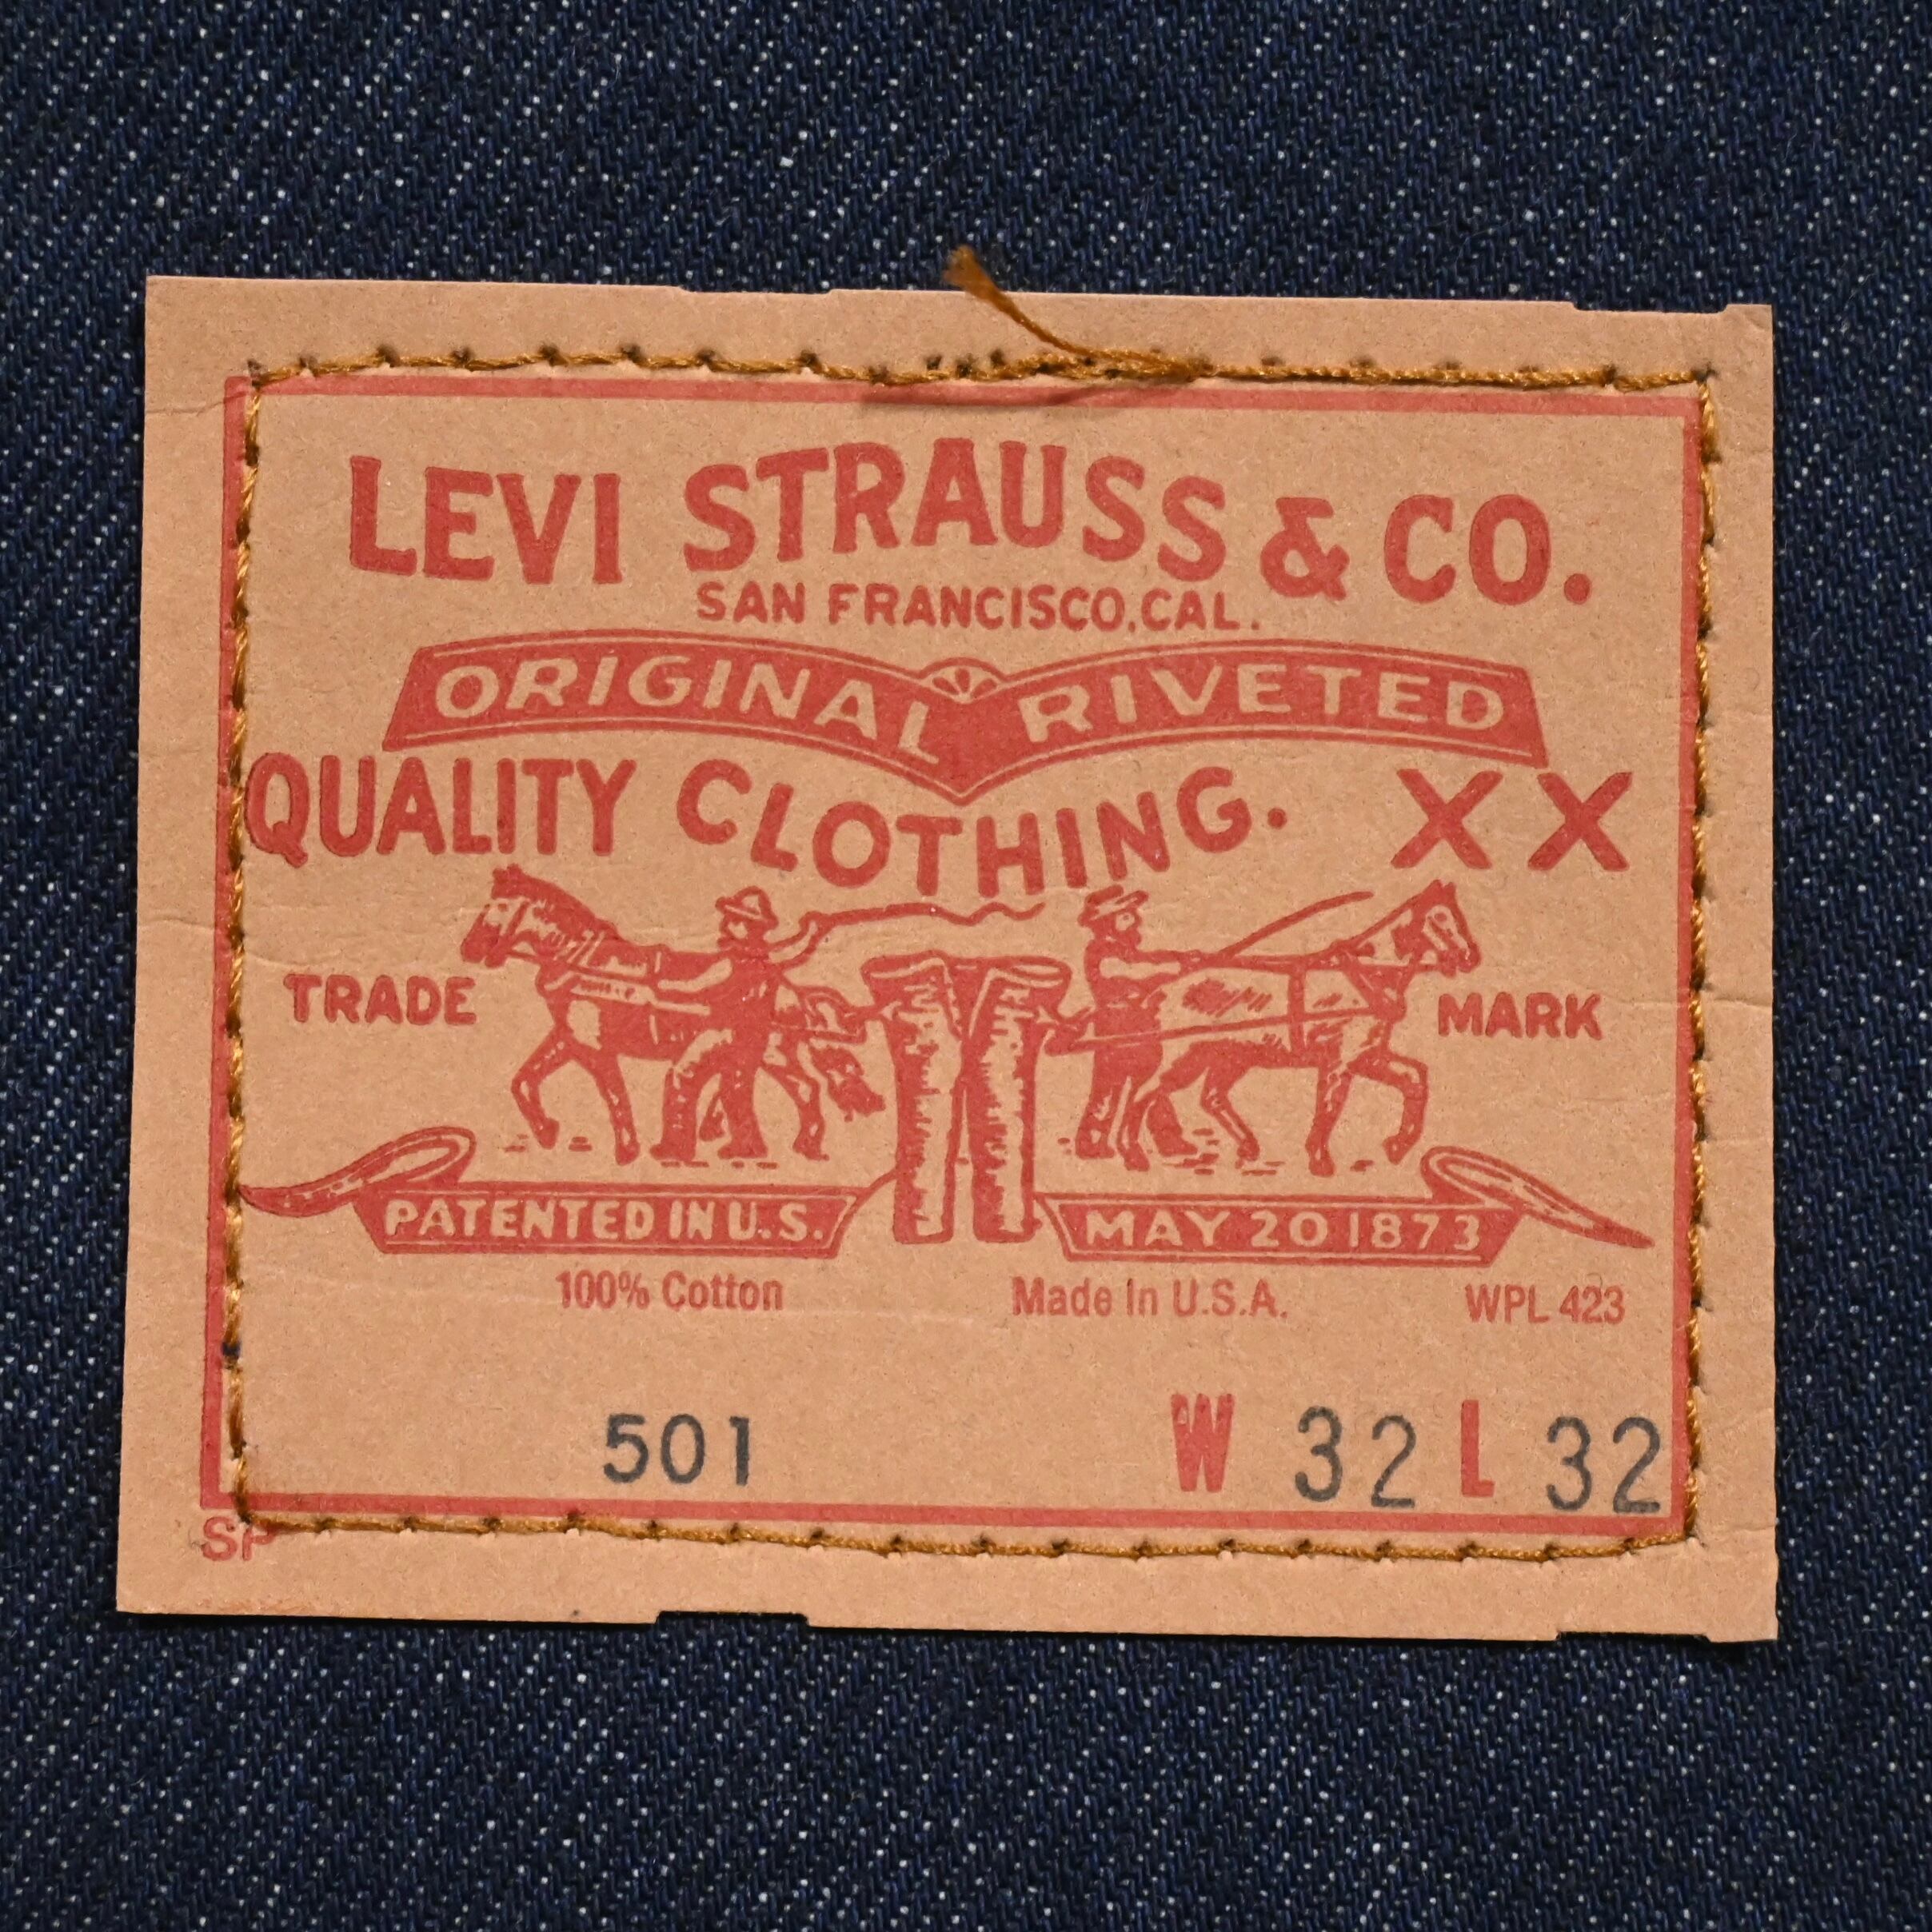 LEVI STRAUSS & CO.
SAN FRANCISCO, CAL.
ORIGINAL RIVETED
QUALITY CLOTHING. XX
TRADE MARK
PATENTED IN U.S. MAY 20 1873
100% Cotton Made in U.S.A. WPL 423
501 W 32 L 32
SF